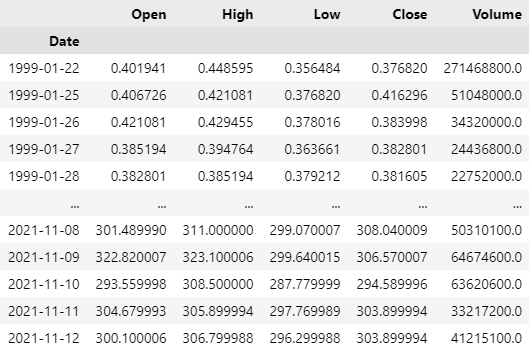 Open High Low Close Volume
Date
1999-01-22 0.401941 0.448595 0.356484 0.376820 271468800.0
1999-01-25 0.406726 0.421081 0.376820 0.416296 51048000.0
1999-01-26 0.421081 0.429455 0.378016 0.383998 34320000.0
1999-01-27 0.385194 0.394764 0.363661 0.382801 24436800.0
1999-01-28 0.382801 0.385194 0.379212 0.381605 22752000.0
... ... ... ... ... ...
2021-11-08 301.489990 311.000000 299.070007 308.040009 50310100.0
2021-11-09 322.820007 323.100006 299.640015 306.570007 64674600.0
2021-11-10 293.559998 308.500000 287.779999 294.589996 63620600.0
2021-11-11 304.679993 305.899994 297.769989 303.899994 33217200.0
2021-11-12 300.100006 306.799988 296.299988 303.899994 41215100.0